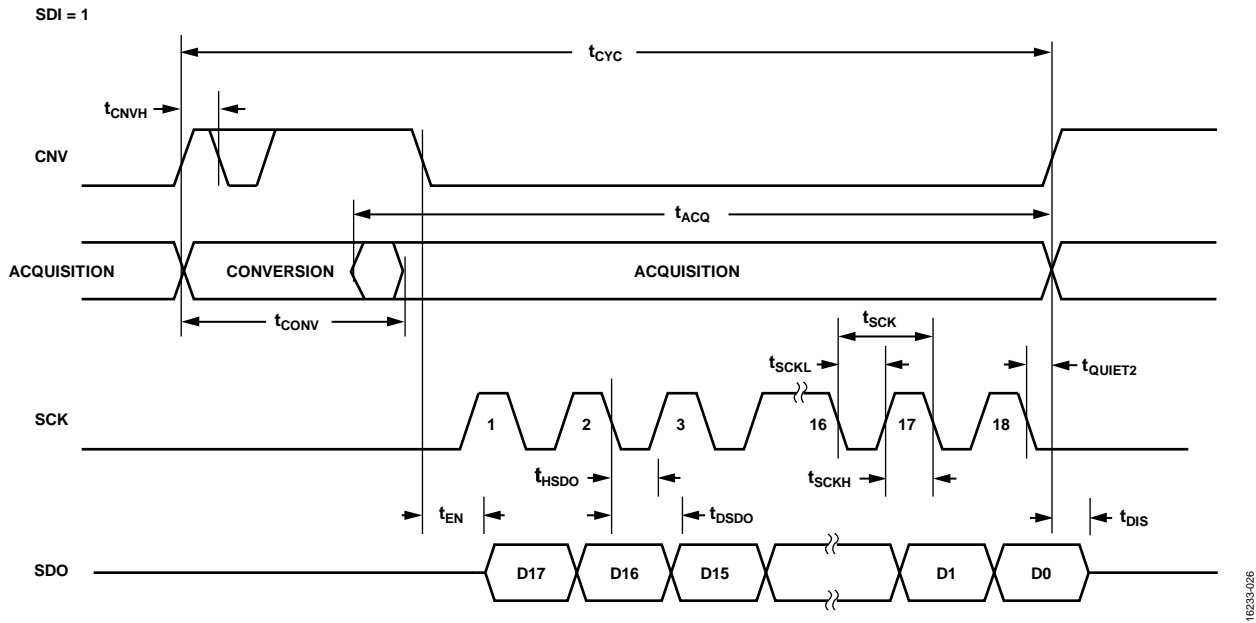 SDI = 1
tCYC
tCNVH
CNV
tACQ
ACQUISITION
CONVERSION
ACQUISITION
tCONV
tSCK
tSCKL
tQUIET2
SCK
1
2
3
16
17
18
tHSDO
tSCKH
tEN
tDSDO
tDIS
SDO
D17
D16
D15
D1
D0
16233-026